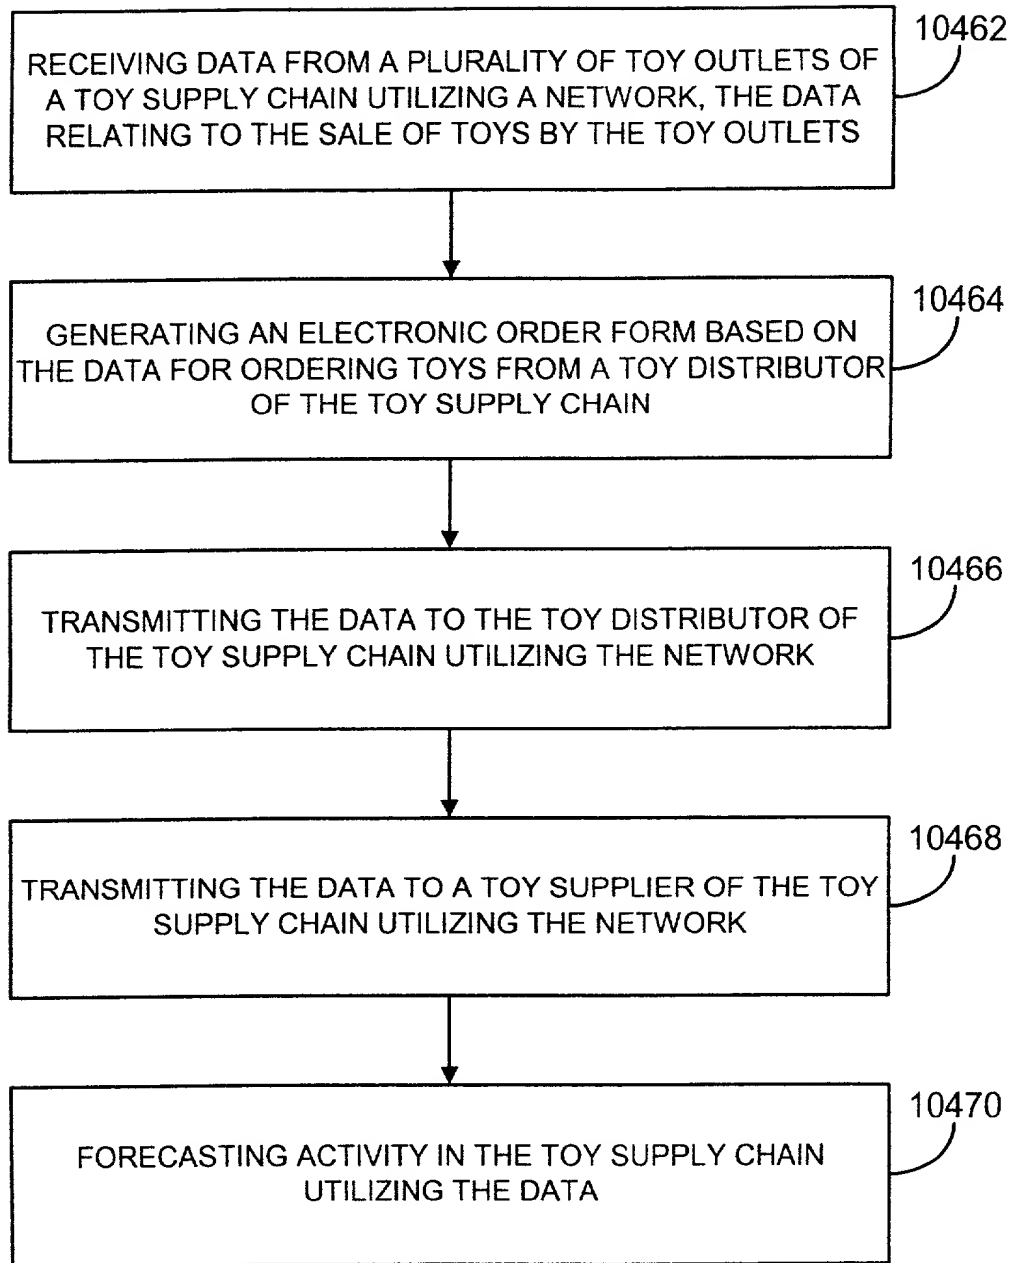 10462
RECEIVING DATA FROM A PLURALITY OF TOY OUTLETS OF
A TOY SUPPLY CHAIN UTILIZING A NETWORK, THE DATA
RELATING TO THE SALE OF TOYS BY THE TOY OUTLETS
10464
GENERATING AN ELECTRONIC ORDER FORM BASED ON
THE DATA FOR ORDERING TOYS FROM A TOY DISTRIBUTOR
OF THE TOY SUPPLY CHAIN
10466
TRANSMITTING THE DATA TO THE TOY DISTRIBUTOR OF
THE TOY SUPPLY CHAIN UTILIZING THE NETWORK
10468
TRANSMITTING THE DATA TO A TOY SUPPLIER OF THE TOY
SUPPLY CHAIN UTILIZING THE NETWORK
10470
FORECASTING ACTIVITY IN THE TOY SUPPLY CHAIN
UTILIZING THE DATA